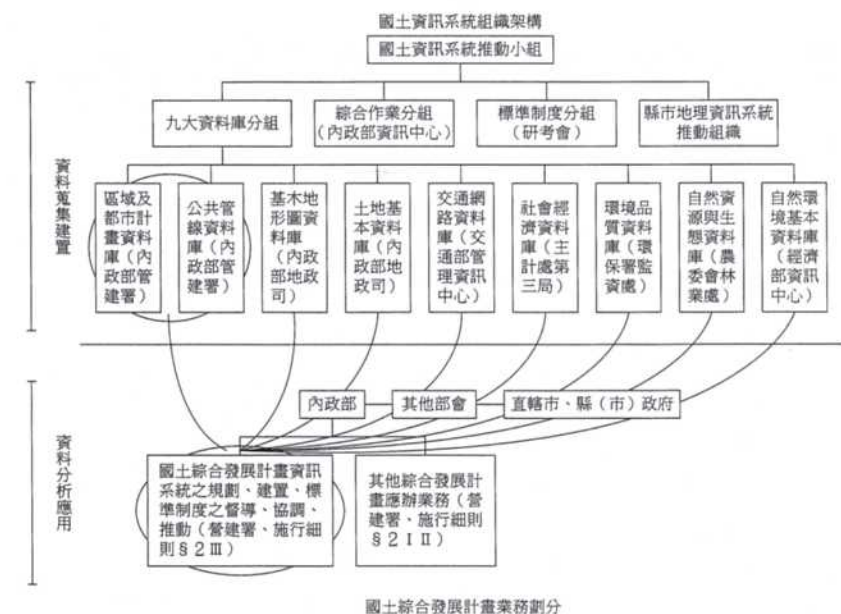 國土資訊系統組織架構
國土資訊系統推動小組
九大資料庫分組
綜合作業分組
(內政部資訊中心)
標準制度分組
(研考會)
縣市地理資訊系統
推動組織
資料蒐集建置
區域及
都市計
畫資料
庫(內
政部管
建署)
公共管
線資料
庫(內
政部管
建署)
基木地
形圖資庫
料
(內政
部地政
司)
土地基
本資料
庫(內
政部地
政司)
交通網
路資料
庫(交
通部管
理資訊
中心)
社會經
濟資料
庫(主
計處第
三局)
環境品
質資料
庫(環
保署監
資處)
自然資
源與生
態資料
庫(農
委會林
業處)
自然環
境基本
資料庫
(經濟
部資訊
中心)
資料分析應用
內政部
其他部會
直轄市、縣(市)政府
國土綜合發展計畫資訊
系統之規劃、建置、標
準制度之督導、協調、
推動(營建署、施行細
則§2Ⅲ)
其他綜合發展計
畫應辦業務(營
建署、施行細則
§2ⅠⅡ)
國土綜合發展計畫業務劃分